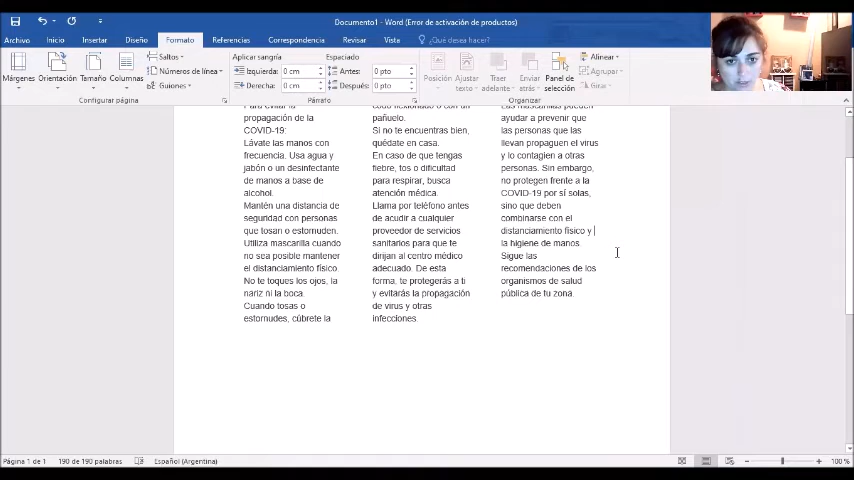 Documento1 - Word (Error de activación de productos)
Archivo Inicio Insertar Diseño Formato Referencias Correspondencia Revisar Vista ¿Qué desea hacer?
Márgenes Orientación Tamaño Columnas
Saltos
Números de línea
Guiones
Configurar página
Aplicar sangría
Izquierda: 0 cm
Derecha: 0 cm
Espaciado
Antes: 0 pto
Después: 0 pto
Párrafo
Posición Ajustar texto Traer adelante Enviar atrás Panel de selección
Alinear
Agrupar
Girar
Organizar
Para evitar la
propagación de la
COVID-19:
Lávate las manos con
frecuencia. Usa agua y
jabón o un desinfectante
de manos a base de
alcohol.
Mantén una distancia de
seguridad con personas
que tosan o estornuden.
Utiliza mascarilla cuando
no sea posible mantener
el distanciamiento físico.
No te toques los ojos, la
nariz ni la boca.
Cuando tosas o
estornudes, cúbrete la
codo flexionado o con un
pañuelo.
Si no te encuentras bien,
quédate en casa.
En caso de que tengas
fiebre, tos o dificultad
para respirar, busca
atención médica.
Llama por teléfono antes
de acudir a cualquier
proveedor de servicios
sanitarios para que te
dirijan al centro médico
adecuado. De esta
forma, te protegerás a ti
y evitarás la propagación
de virus y otras
infecciones.
Las mascarillas pueden
ayudar a prevenir que
las personas que las
llevan propaguen el virus
y lo contagien a otras
personas. Sin embargo,
no protegen frente a la
COVID-19 por sí solas,
sino que deben
combinarse con el
distanciamiento físico y
la higiene de manos.
Sigue las
recomendaciones de los
organismos de salud
pública de tu zona.
Página 1 de 1 190 de 190 palabras Español (Argentina) 100 %